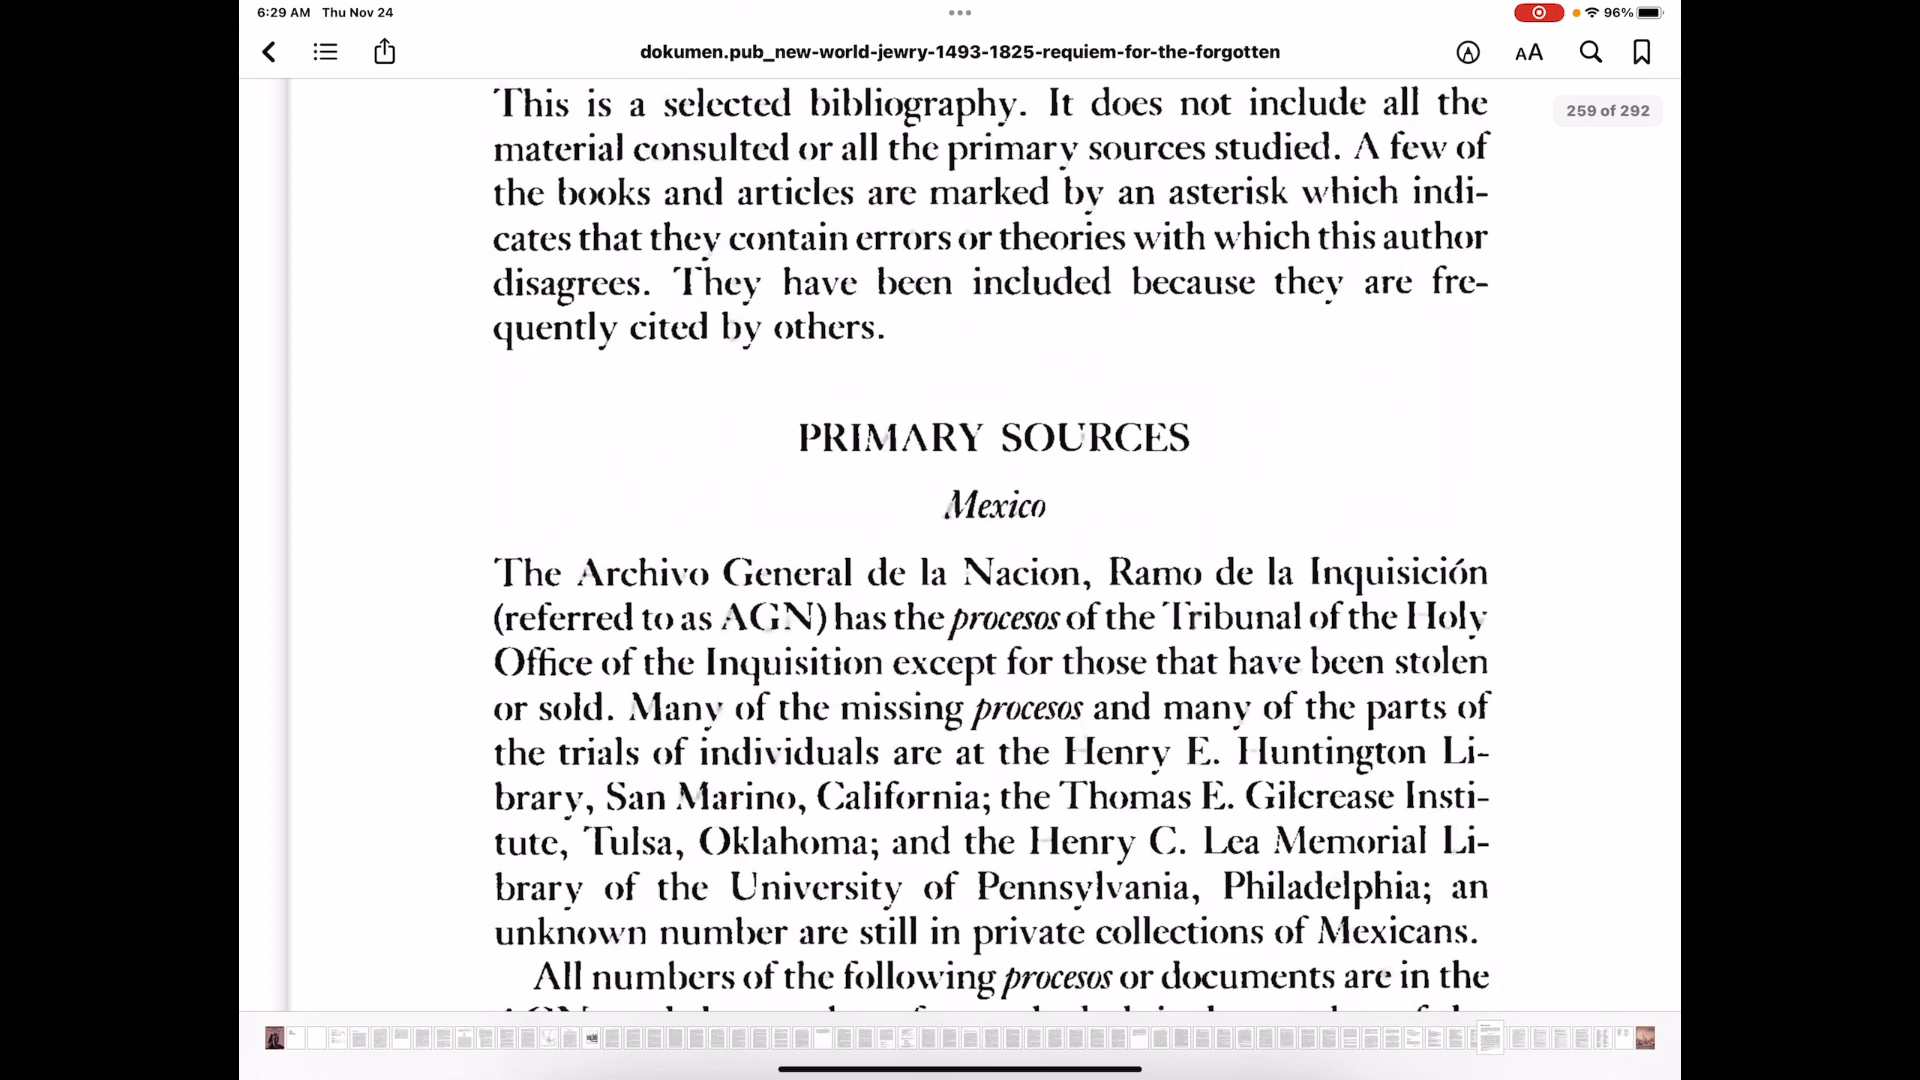 6:29 AM Thu Nov 24
96%
dokumen.pub_new-world-jewry-1493-1825-requiem-for-the-forgotten
AA
259 of 292
This is a selected bibliography. It does not include all the
material consulted or all the primary sources studied. A few of
the books and articles are marked by an asterisk which indi-
cates that they contain errors or theories with which this author
disagrees. They have been included because they are fre-
quently cited by others.
PRIMARY SOURCES
Mexico
The Archivo General de la Nacion, Ramo de la Inquisición
(referred to as AGN) has the procesos of the Tribunal of the Holy
Office of the Inquisition except for those that have been stolen
or sold. Many of the missing procesos and many of the parts of
the trials of individuals are at the Henry E. Huntington Li-
brary, San Marino, California; the Thomas E. Gilcrease Insti-
tute, Tulsa, Oklahoma; and the Henry C. Lea Memorial Li-
brary of the University of Pennsylvania, Philadelphia; an
unknown number are still in private collections of Mexicans.
All numbers of the following procesos or documents are in the